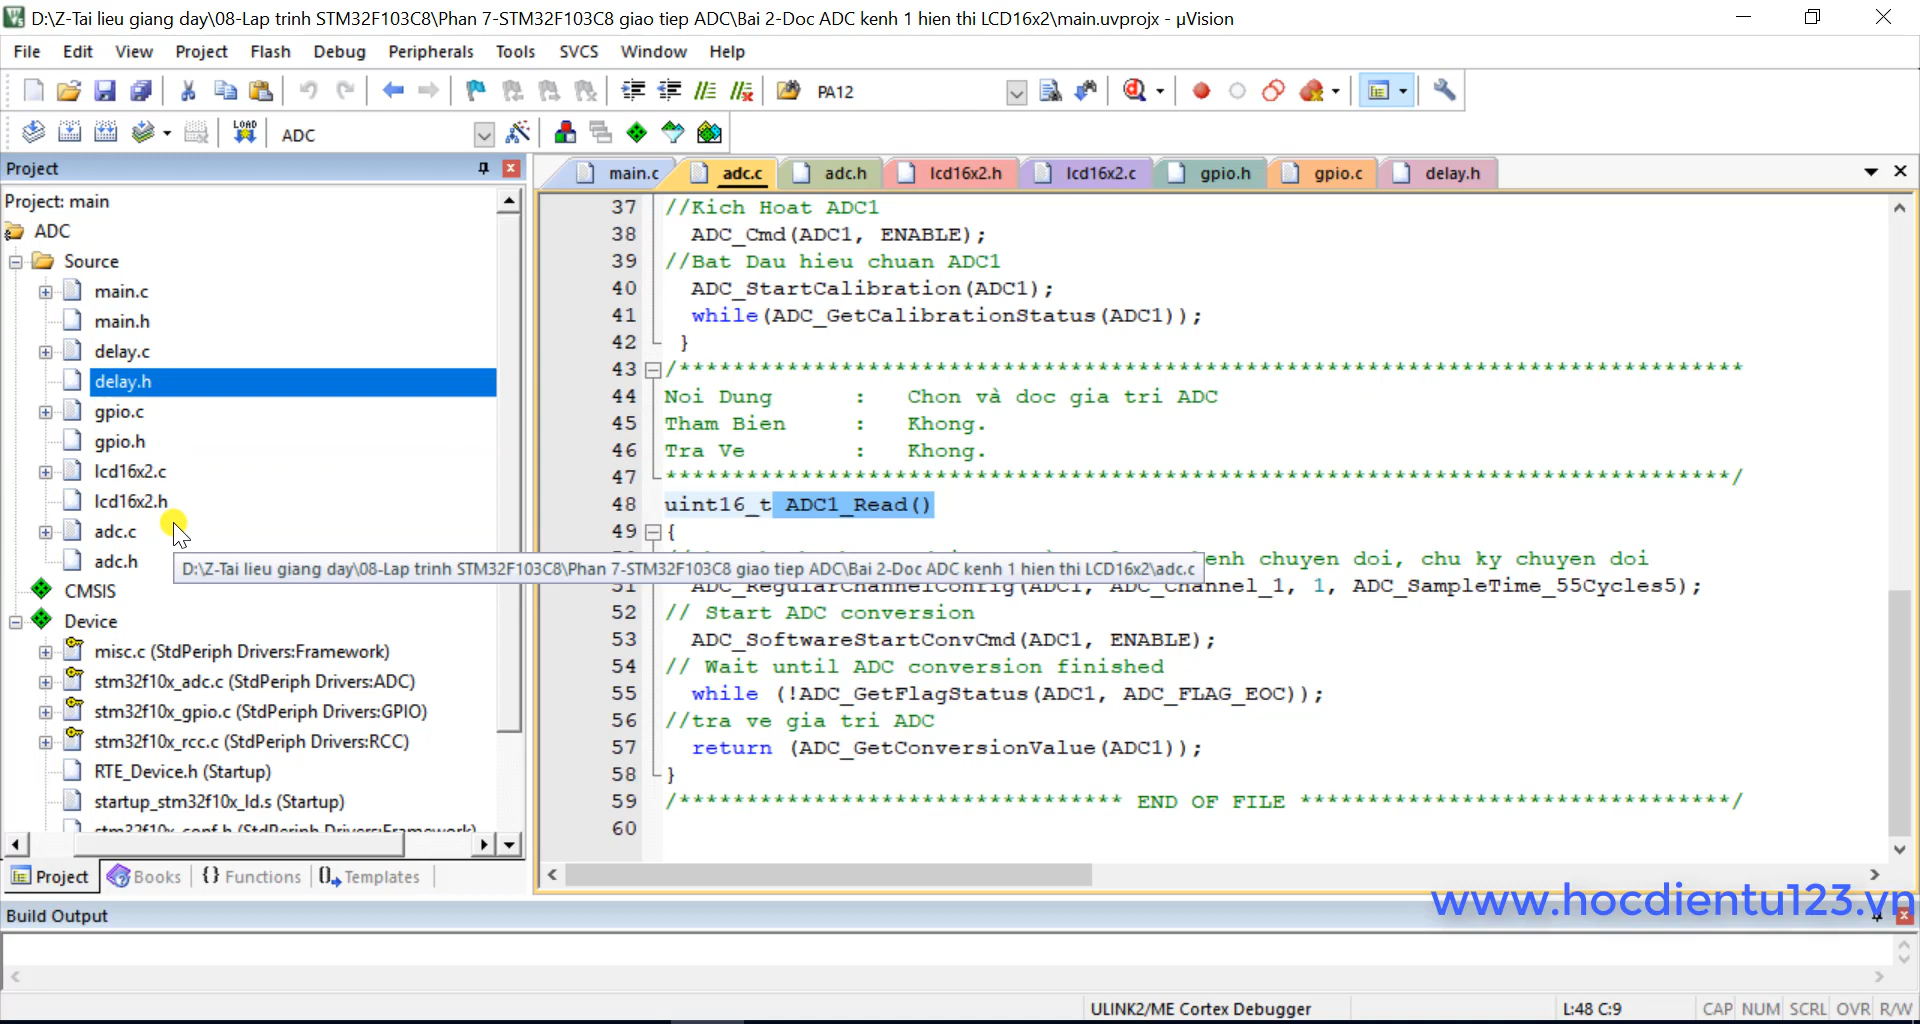 D:\Z-Tai lieu giang day\08-Lap trinh STM32F103C8\Phan 7-STM32F103C8 giao tiep ADC\Bai 2-Doc ADC kenh 1 hien thi LCD16x2\main.uvprojx - µVision
File Edit View Project Flash Debug Peripherals Tools SVCS Window Help
PA12
LOAD ADC
Project
main.c adc.c adc.h lcd16x2.h lcd16x2.c gpio.h gpio.c delay.h
Project: main
ADC
Source
main.c
main.h
delay.c
delay.h
gpio.c
gpio.h
lcd16x2.c
lcd16x2.h
adc.c
adc.h
CMSIS
Device
misc.c (StdPeriph Drivers:Framework)
stm32f10x_adc.c (StdPeriph Drivers:ADC)
stm32f10x_gpio.c (StdPeriph Drivers:GPIO)
stm32f10x_rcc.c (StdPeriph Drivers:RCC)
RTE_Device.h (Startup)
startup_stm32f10x_ld.s (Startup)
stm32f10x_conf.h (StdPeriph Drivers:Framework)
D:\Z-Tai lieu giang day\08-Lap trinh STM32F103C8\Phan 7-STM32F103C8 giao tiep ADC\Bai 2-Doc ADC kenh 1 hien thi LCD16x2\adc.c
37 //Kich Hoat ADC1
38 ADC_Cmd(ADC1, ENABLE);
39 //Bat Dau hieu chuan ADC1
40 ADC_StartCalibration(ADC1);
41 while(ADC_GetCalibrationStatus(ADC1));
42 }
43 /*******************************************************************************
44 Noi Dung : Chon và doc gia tri ADC
45 Tham Bien : Khong.
46 Tra Ve : Khong.
47 *******************************************************************************/
48 uint16_t ADC1_Read()
49 {
kenh chuyen doi, chu ky chuyen doi
51 ADC_RegularChannelConfig(ADC1, ADC_Channel_1, 1, ADC_SampleTime_55Cycles5);
52 // Start ADC conversion
53 ADC_SoftwareStartConvCmd(ADC1, ENABLE);
54 // Wait until ADC conversion finished
55 while (!ADC_GetFlagStatus(ADC1, ADC_FLAG_EOC));
56 //tra ve gia tri ADC
57 return (ADC_GetConversionValue(ADC1));
58 }
59 /********************************* END OF FILE ********************************/
60
Project Books {} Functions Templates
www.hocdientu123.vn
Build Output
ULINK2/ME Cortex Debugger L:48 C:9 CAP NUM SCRL OVR R/W